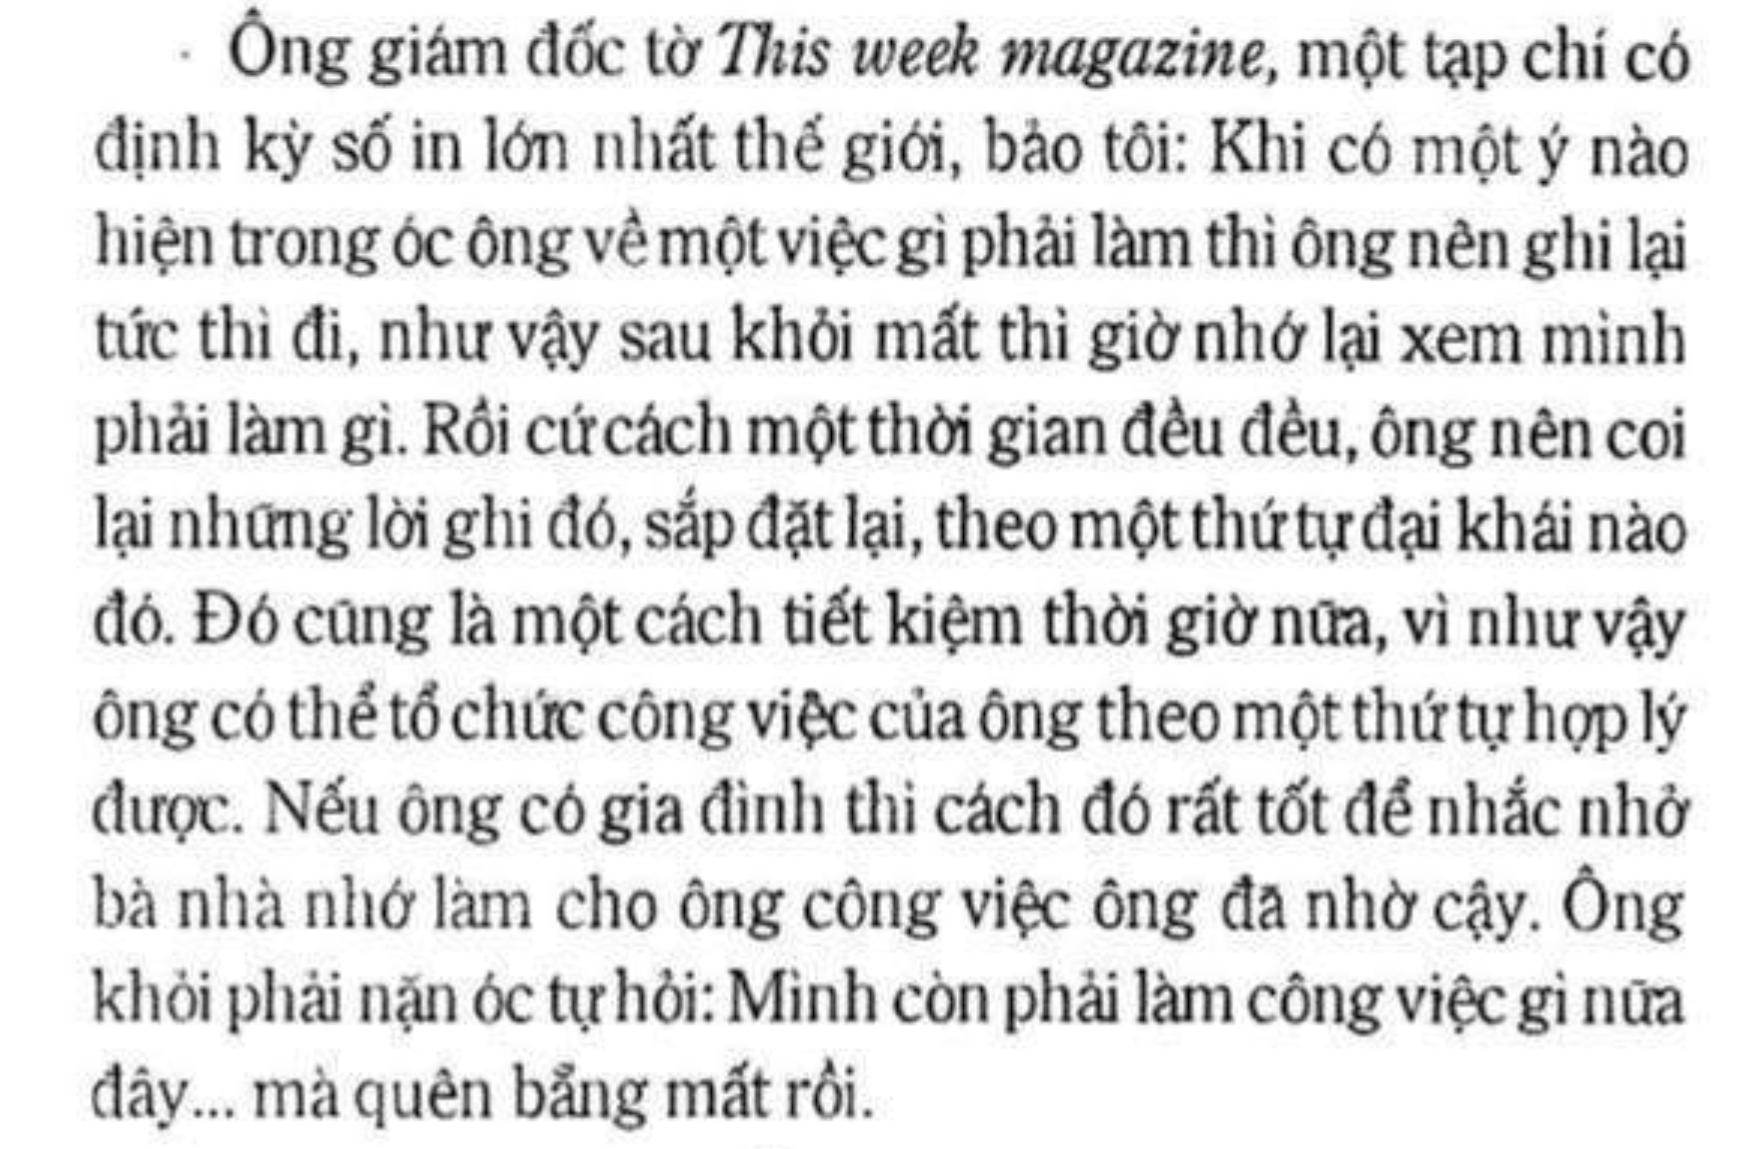 Ông giám đốc tờ This week magazine, một tạp chí có
định kỳ số in lớn nhất thế giới, bảo tôi: Khi có một ý nào
hiện trong óc ông về một việc gì phải làm thì ông nên ghi lại
tức thì đi, như vậy sau khỏi mất thì giờ nhớ lại xem mình
phải làm gì. Rồi cứ cách một thời gian đều đều, ông nên coi
lại những lời ghi đó, sắp đặt lại, theo một thứ tự đại khái nào
đó. Đó cũng là một cách tiết kiệm thời giờ nữa, vì như vậy
ông có thể tổ chức công việc của ông theo một thứ tự hợp lý
được. Nếu ông có gia đình thì cách đó rất tốt để nhắc nhở
bà nhà nhớ làm cho ông công việc ông đã nhờ cậy. Ông
khỏi phải nặn óc tự hỏi: Mình còn phải làm công việc gì nữa
đây... mà quên bẵng mất rồi.